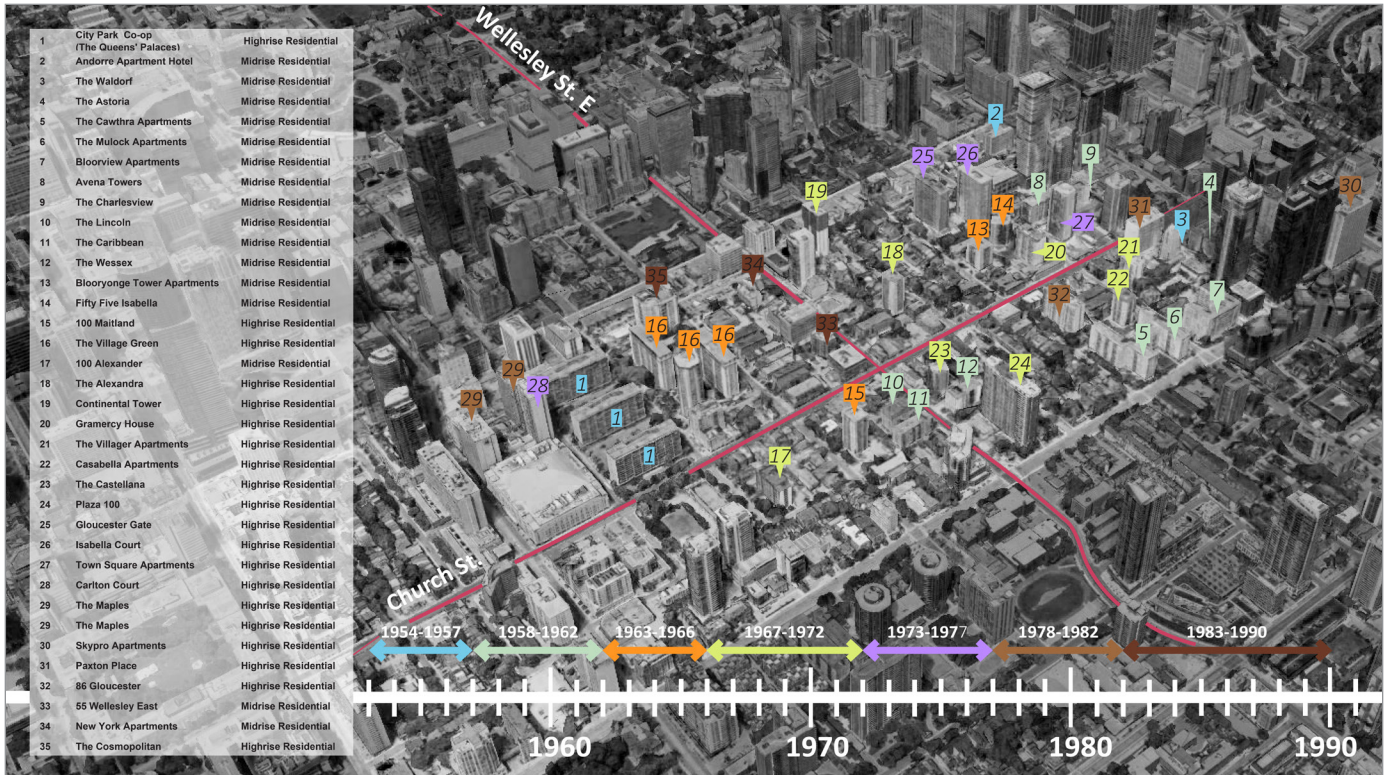 1 City Park Co-op
(The Queens' Palaces) Highrise Residential
2 Andorre Apartment Hotel Midrise Residential
3 The Waldorf Midrise Residential
4 The Astoria Midrise Residential
5 The Cawthra Apartments Midrise Residential
6 The Mulock Apartments Midrise Residential
7 Bloorview Apartments Midrise Residential
8 Avena Towers Midrise Residential
9 The Charlesview Midrise Residential
10 The Lincoln Midrise Residential
11 The Caribbean Midrise Residential
12 The Wessex Midrise Residential
13 Blooryonge Tower Apartments Midrise Residential
14 Fifty Five Isabella Midrise Residential
15 100 Maitland Highrise Residential
16 The Village Green Highrise Residential
17 100 Alexander Midrise Residential
18 The Alexandra Highrise Residential
19 Continental Tower Highrise Residential
20 Gramercy House Highrise Residential
21 The Villager Apartments Highrise Residential
22 Casabella Apartments Highrise Residential
23 The Castellana Highrise Residential
24 Plaza 100 Highrise Residential
25 Gloucester Gate Highrise Residential
26 Isabella Court Highrise Residential
27 Town Square Apartments Highrise Residential
28 Carlton Court Highrise Residential
29 The Maples Highrise Residential
29 The Maples Highrise Residential
30 Skypro Apartments Highrise Residential
31 Paxton Place Highrise Residential
32 86 Gloucester Highrise Residential
33 55 Wellesley East Midrise Residential
34 New York Apartments Midrise Residential
35 The Cosmopolitan Highrise Residential
Wellesley St. E
2
25 26 9
8 4 30
19 14 31 3
13 27
18 20 21
34
35 22 7
32
16 16 16 33 6
5
23 12 24
29 29 28 1 10
15 11
1
1 17
Church St.
1954-1957 1958-1962 1963-1966 1967-1972 1973-1977 1978-1982 1983-1990
1960 1970 1980 1990